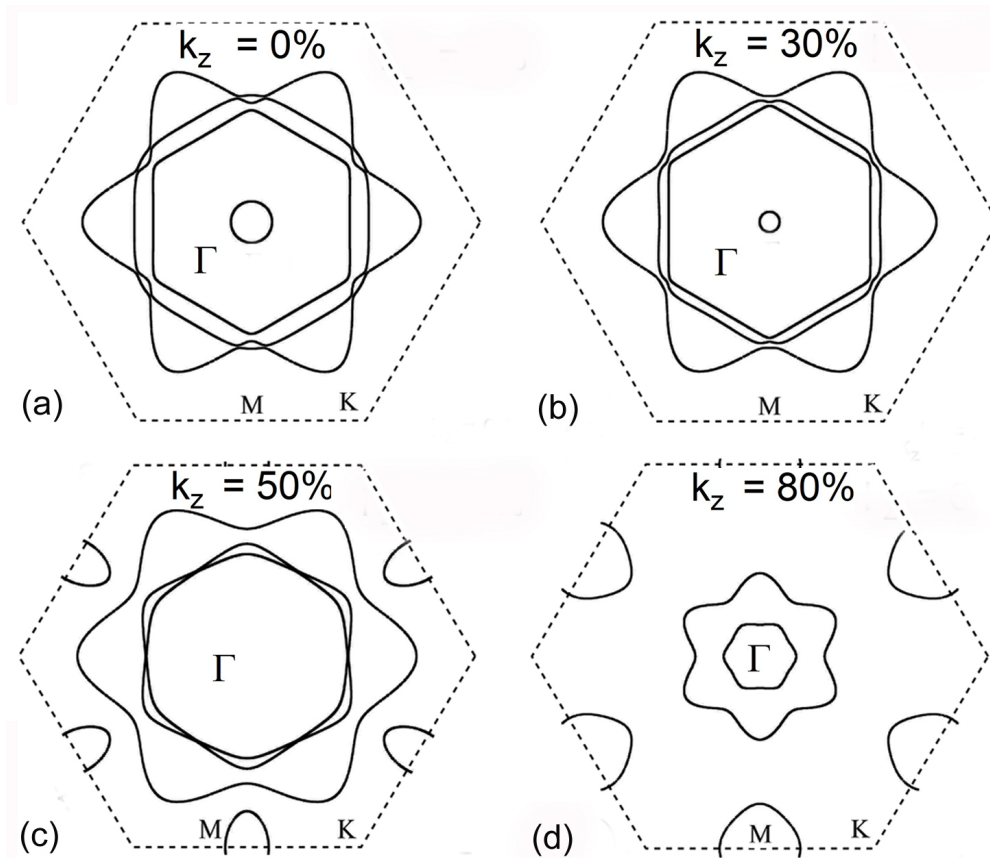 k_z = 0%
k_z = 30%
Γ
Γ
(a)
M
K
(b)
M
K
k_z = 50%
k_z = 80%
Γ
Γ
(c)
M
K
(d)
M
K